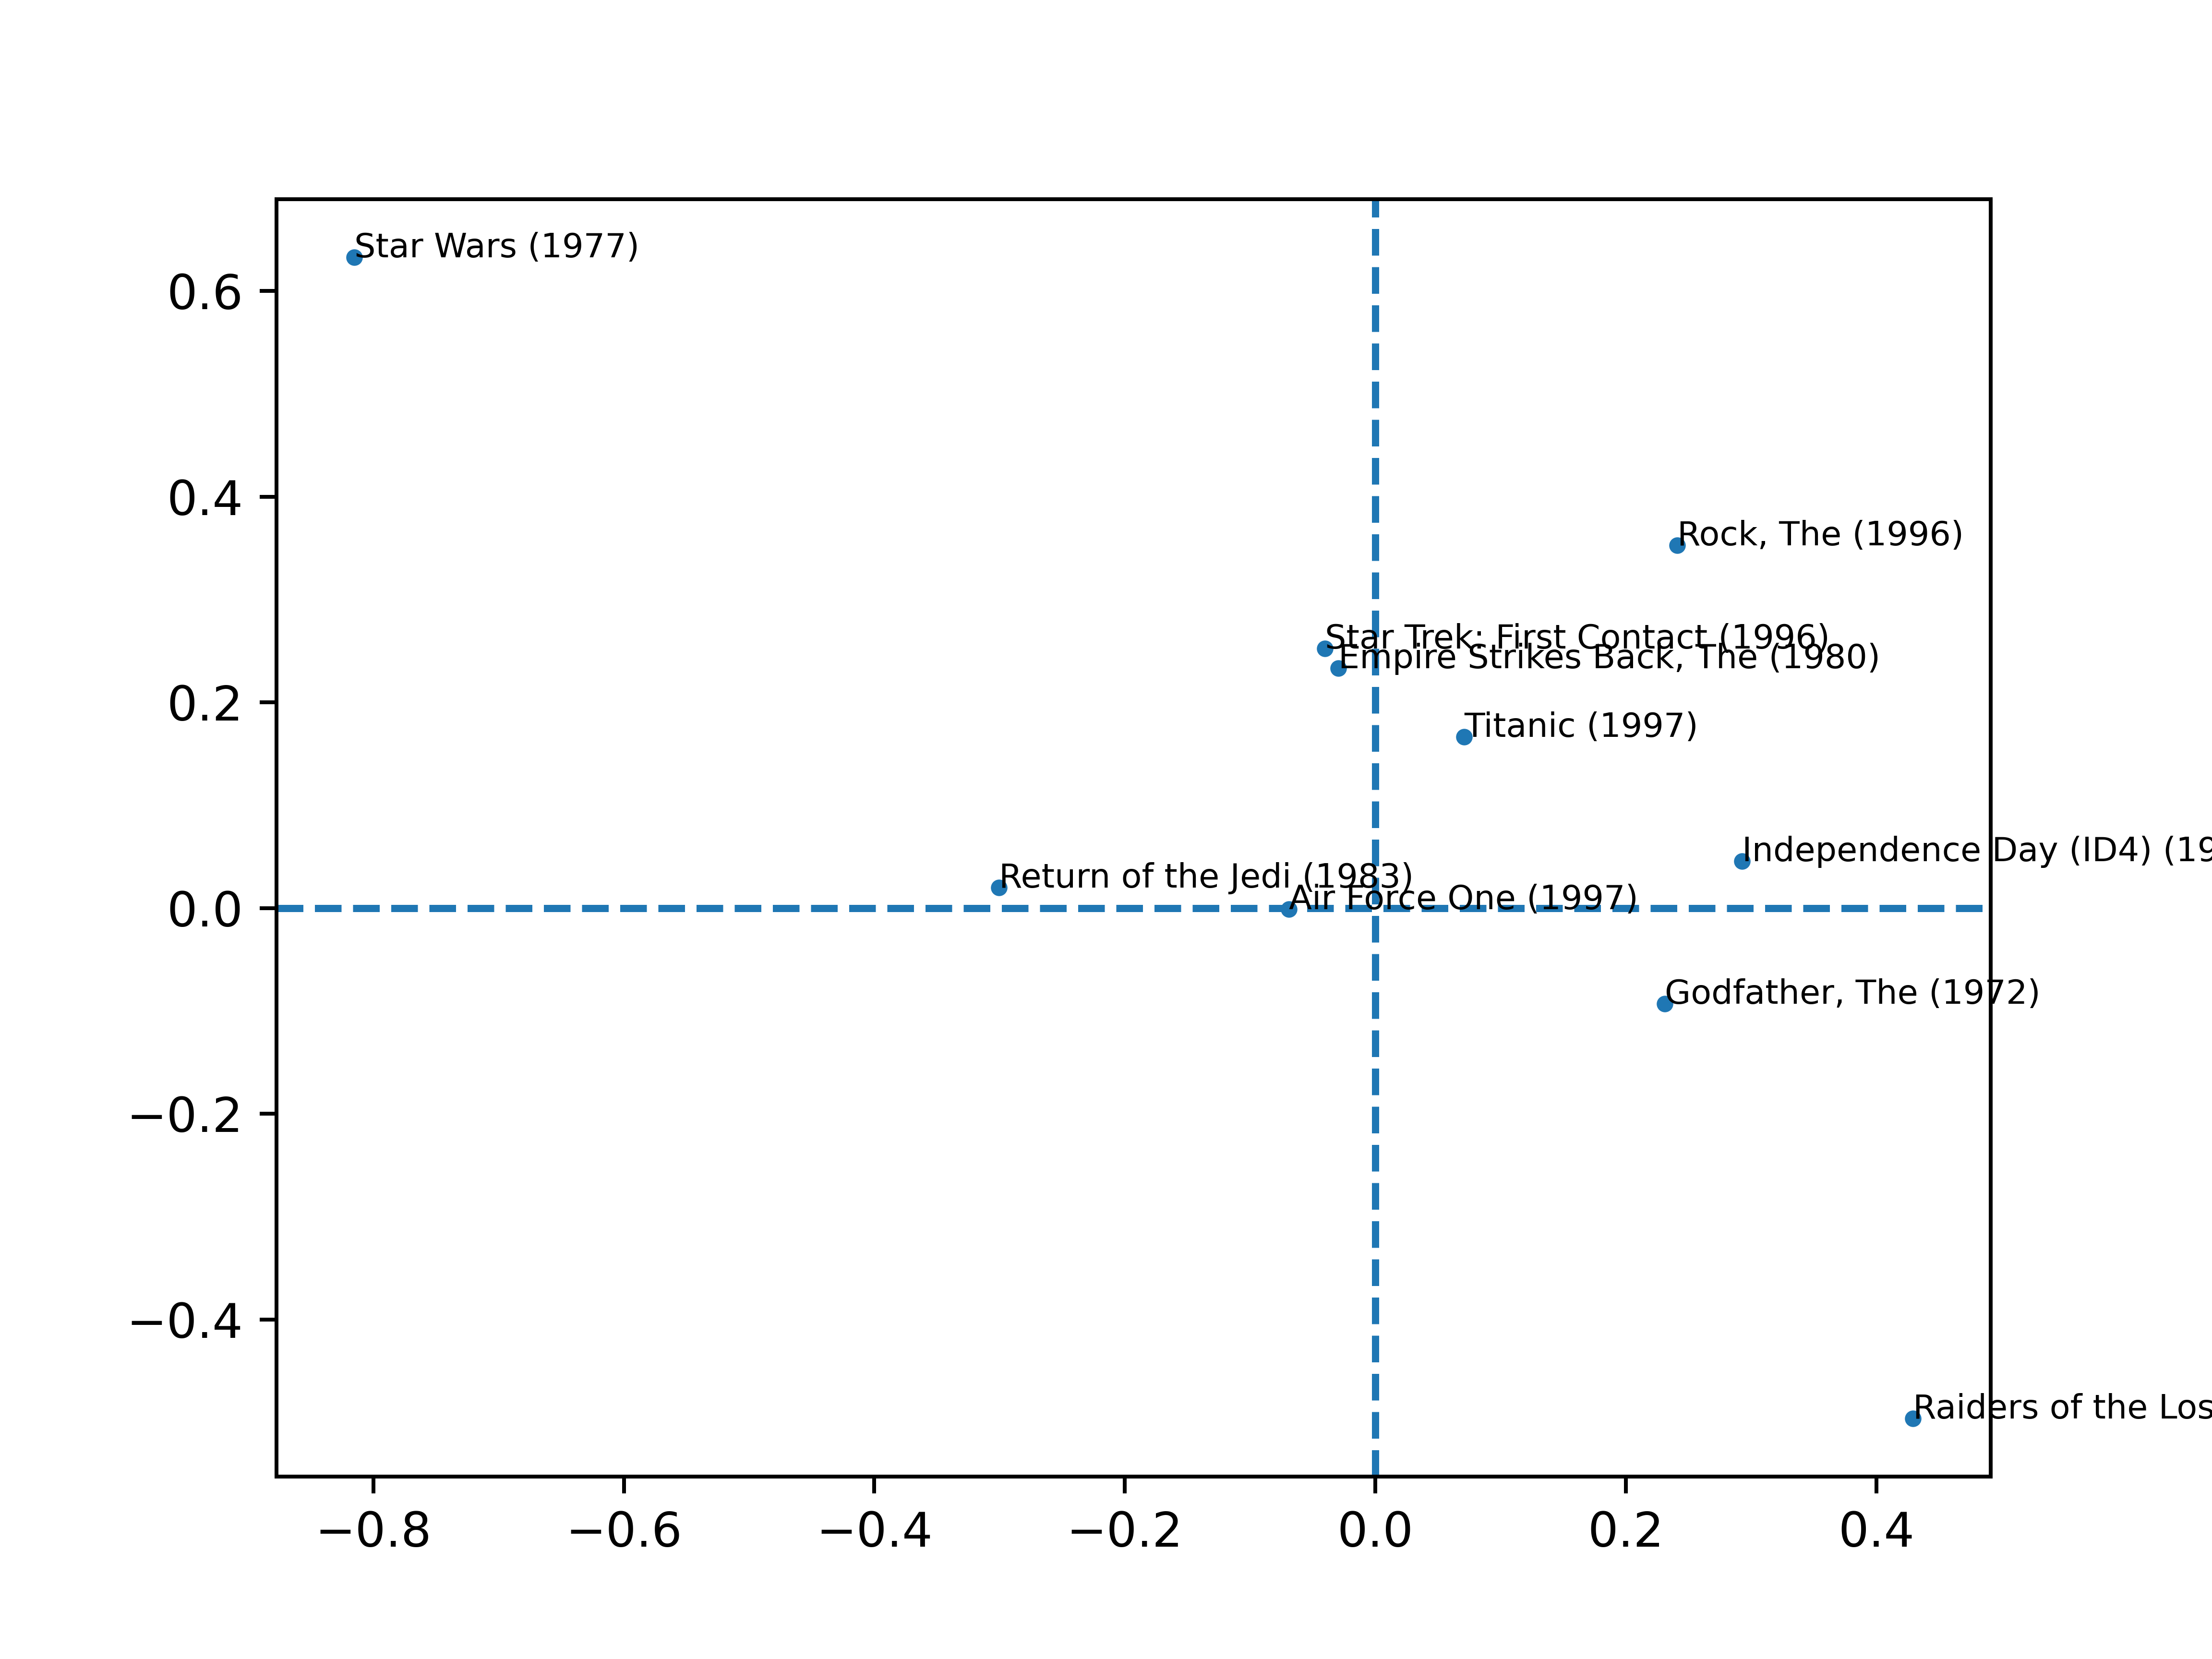 Star Wars (1977)
0.6
0.4
Rock, The (1996)
Star Trek: First Contact (1996)
Empire Strikes Back, The (1980)
0.2
Titanic (1997)
Independence Day (ID4) (19
Return of the Jedi (1983)
Air Force One (1997)
0.0
Godfather, The (1972)
−0.2
−0.4
Raiders of the Los
−0.8 −0.6 −0.4 −0.2 0.0 0.2 0.4